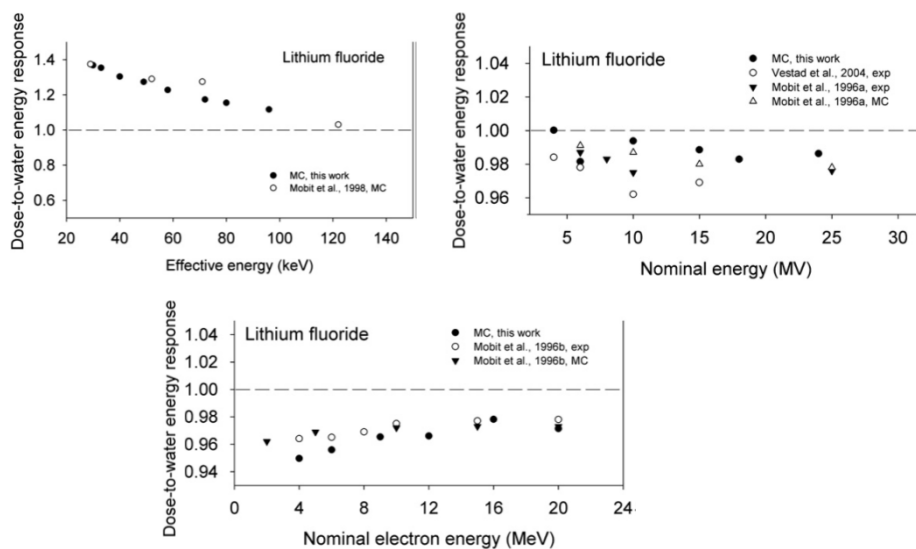 Dose-to-water energy response
1.4
1.2
1.0
0.8
0.6
Lithium fluoride
MC, this work
Mobit et al., 1998, MC
20 40 60 80 100 120 140
Effective energy (keV)
Dose-to-water energy response
1.04
1.02
1.00
0.98
0.96
Lithium fluoride
MC, this work
Vestad et al., 2004, exp
Mobit et al., 1996a, exp
Mobit et al., 1996a, MC
5 10 15 20 25 30
Nominal energy (MV)
Dose-to-water energy response
1.04
1.02
1.00
0.98
0.96
0.94
Lithium fluoride
MC, this work
Mobit et al., 1996b, exp
Mobit et al., 1996b, MC
0 4 8 12 16 20 24
Nominal electron energy (MeV)